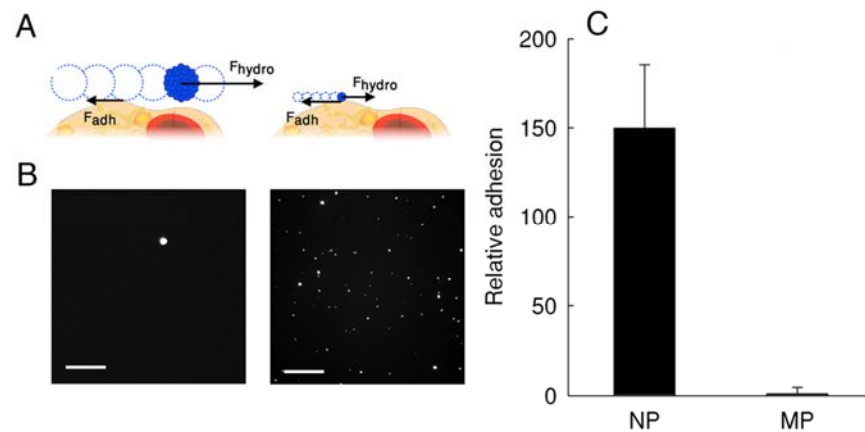 A
Fhydro
Fadh
Fhydro
Fadh
B
C
Relative adhesion
200
150
100
50
0
NP
MP